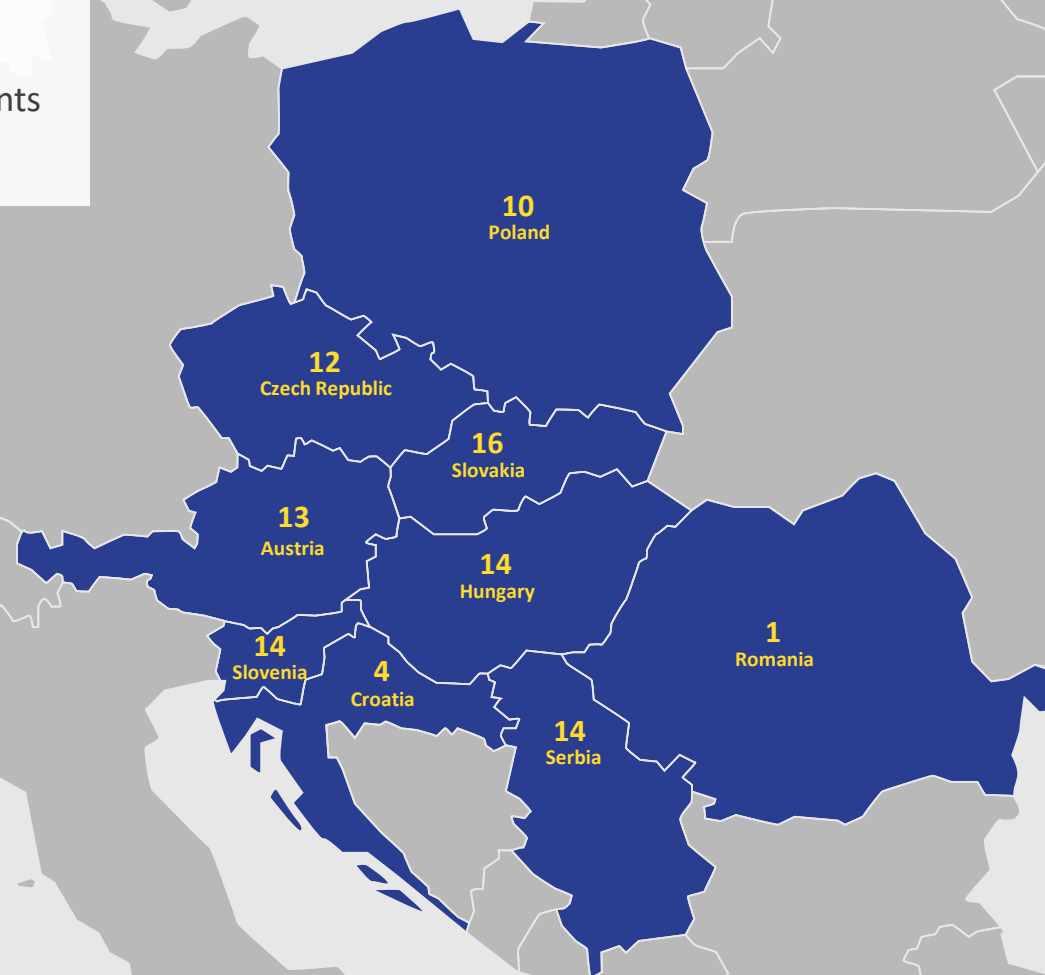 10
Poland
12
Czech Republic
16
Slovakia
13
Austria
14
Hungary
14
Slovenia
4
Croatia
1
Romania
14
Serbia